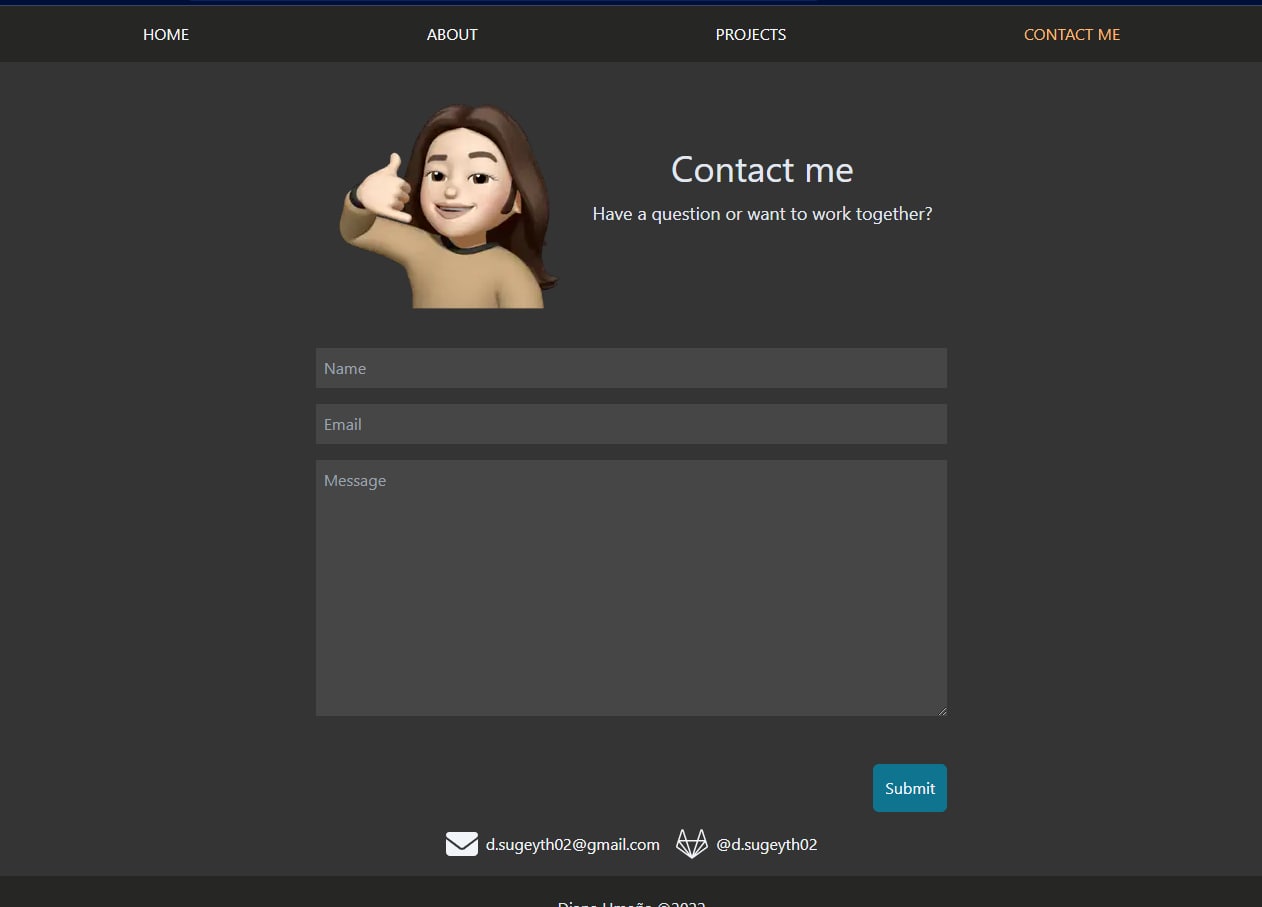 HOME ABOUT PROJECTS CONTACT ME
Contact me
Have a question or want to work together?
Name
Email
Message
Submit
d.sugeyth02@gmail.com @d.sugeyth02